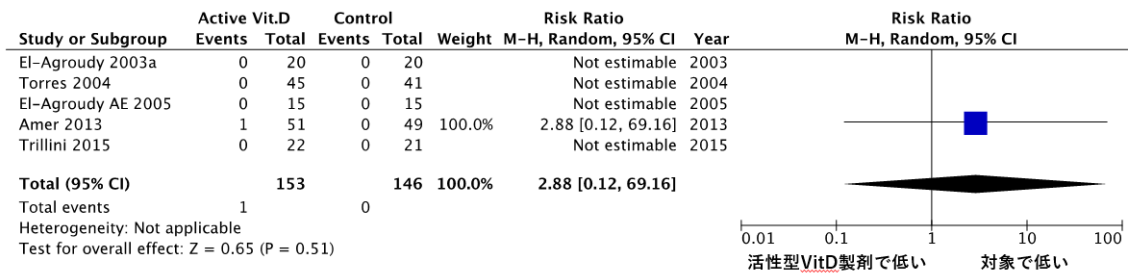 Active Vit.D Control Risk Ratio Risk Ratio
Study or Subgroup Events Total Events Total Weight M-H, Random, 95% CI Year M-H, Random, 95% CI
El-Agroudy 2003a 0 20 0 20 Not estimable 2003
Torres 2004 0 45 0 41 Not estimable 2004
El-Agroudy AE 2005 0 15 0 15 Not estimable 2005
Amer 2013 1 51 0 49 100.0% 2.88 [0.12, 69.16] 2013
Trillini 2015 0 22 0 21 Not estimable 2015
Total (95% CI) 153 146 100.0% 2.88 [0.12, 69.16]
Total events 1 0
Heterogeneity: Not applicable
Test for overall effect: Z = 0.65 (P = 0.51)
0.01 0.1 1 10 100
活性型VitD製剤で低い 対象で低い